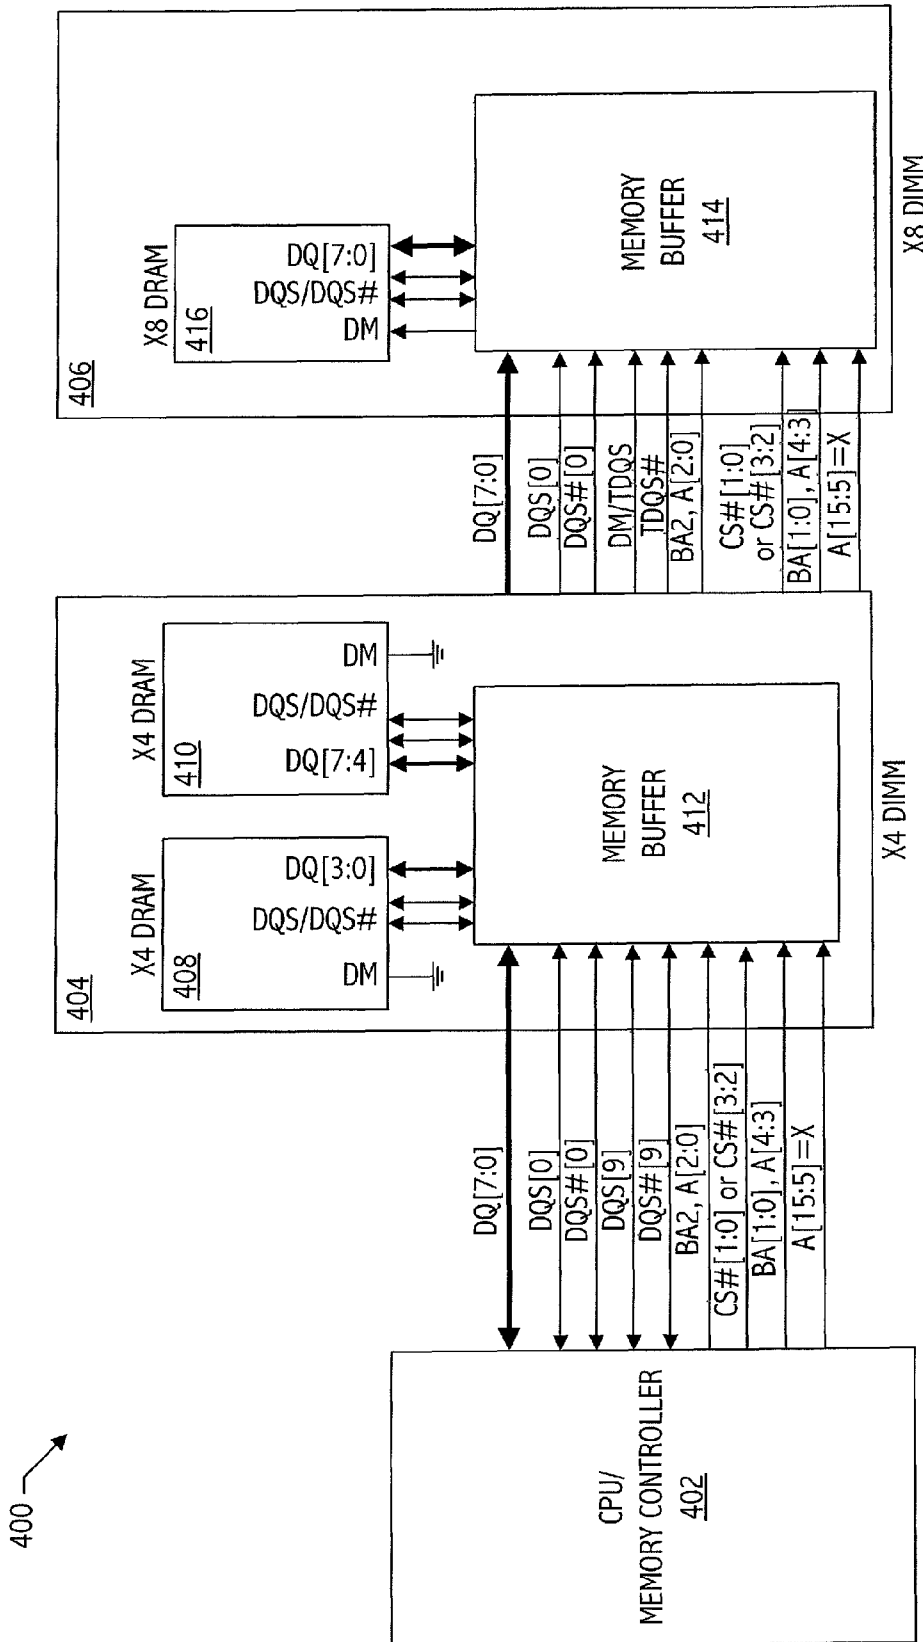 400
CPU/
MEMORY CONTROLLER
402
DQ[7:0]
DQS[0]
DQS#[0]
DQS[9]
DQS#[9]
BA2, A[2:0]
CS#[1:0] or CS#[3:2]
BA[1:0], A[4:3]
A[15:5]=X
404
X4 DRAM
408
DQ[3:0]
DQS/DQS#
DM
X4 DRAM
410
DM
DQS/DQS#
DQ[7:4]
MEMORY
BUFFER
412
X4 DIMM
DQ[7:0]
DQS[0]
DQS#[0]
DM/TDQS
TDQS#
BA2, A[2:0]
CS#[1:0]
or CS#[3:2]
BA[1:0], A[4:3]
A[15:5]=X
406
X8 DRAM
416
DQ[7:0]
DQS/DQS#
DM
MEMORY
BUFFER
414
X8 DIMM